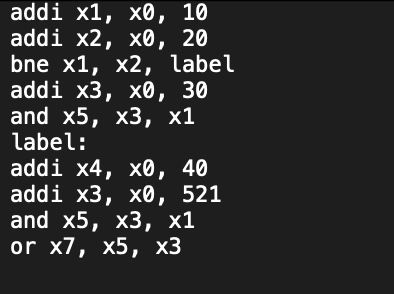 addi x1, x0, 10
addi x2, x0, 20
bne x1, x2, label
addi x3, x0, 30
and x5, x3, x1
label:
addi x4, x0, 40
addi x3, x0, 521
and x5, x3, x1
or x7, x5, x3